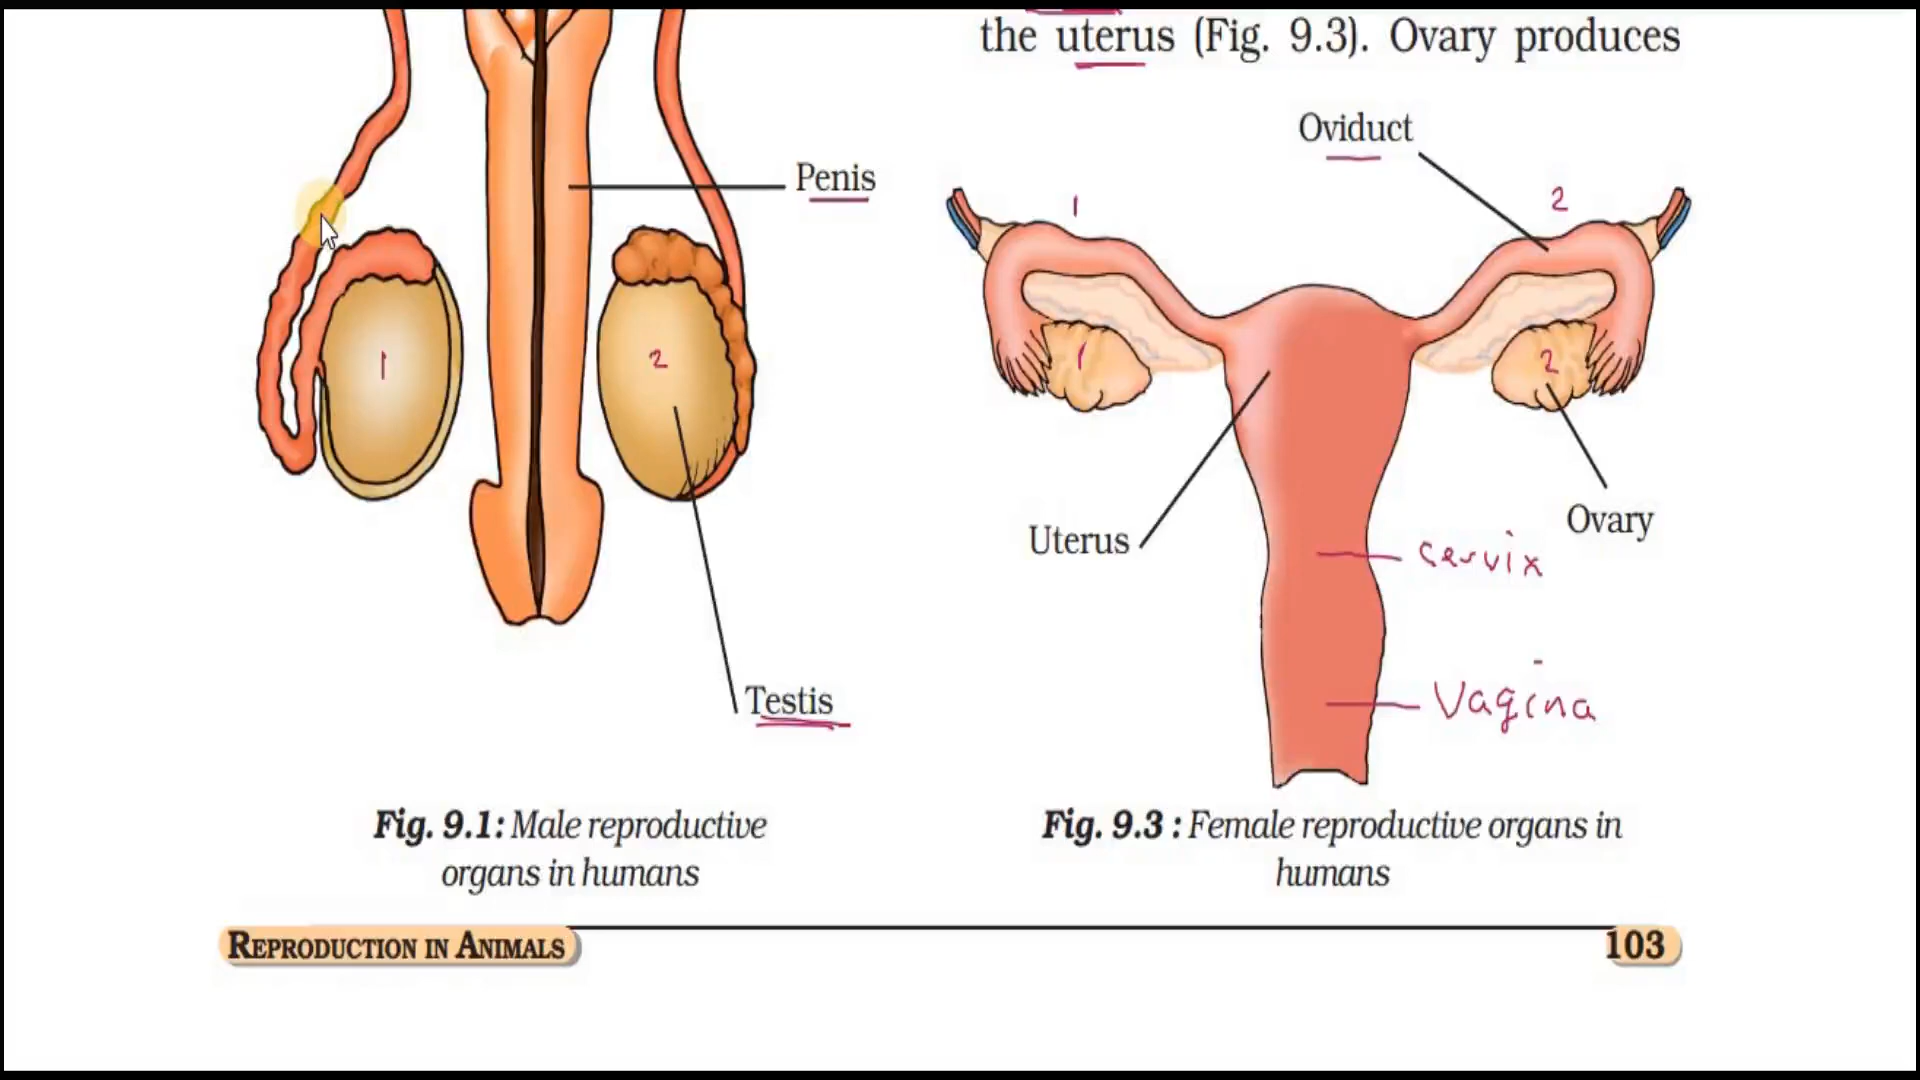 the uterus (Fig. 9.3). Ovary produces
Oviduct
Penis
1
2
1
2
1
2
Uterus
Ovary
cervix
Testis
Vagina
Fig. 9.1: Male reproductive
organs in humans
Fig. 9.3 : Female reproductive organs in
humans
REPRODUCTION IN ANIMALS
103